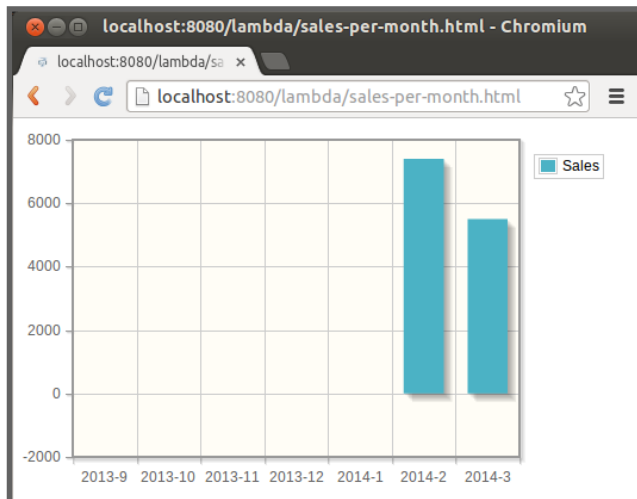 localhost:8080/lambda/sales-per-month.html - Chromium
localhost:8080/lambda/sa
localhost:8080/lambda/sales-per-month.html
8000
6000
4000
2000
0
-2000
2013-9 2013-10 2013-11 2013-12 2014-1 2014-2 2014-3
Sales